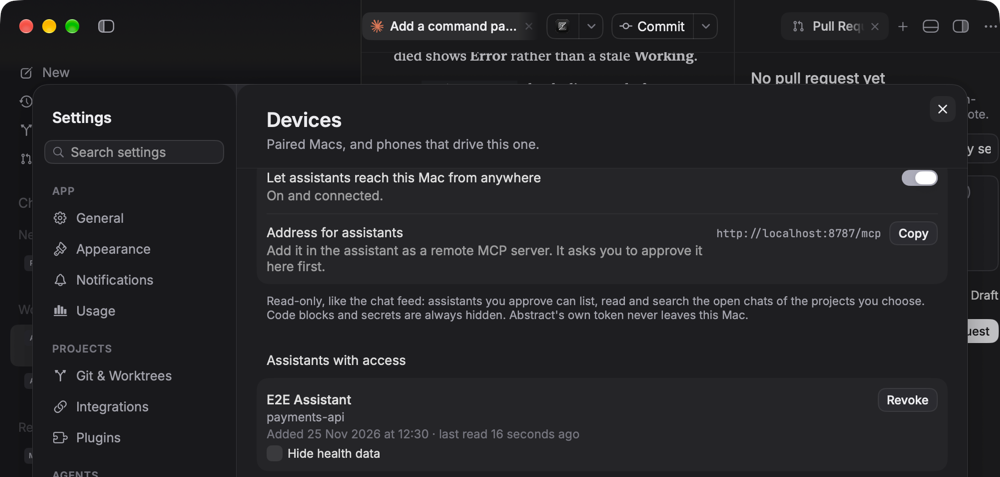 Add a command pa...
Commit
Pull Req
New
died shows Error rather than a stale Working.
No pull request yet
Settings
Search settings
APP
General
Appearance
Notifications
Usage
PROJECTS
Git & Worktrees
Integrations
Plugins
AGENTS
Devices
Paired Macs, and phones that drive this one.
Let assistants reach this Mac from anywhere
On and connected.
Address for assistants
http://localhost:8787/mcp
Copy
Add it in the assistant as a remote MCP server. It asks you to approve it
here first.
Read-only, like the chat feed: assistants you approve can list, read and search the open chats of the projects you choose.
Code blocks and secrets are always hidden. Abstract's own token never leaves this Mac.
Assistants with access
E2E Assistant
Revoke
payments-api
Added 25 Nov 2026 at 12:30 · last read 16 seconds ago
Hide health data
Draft